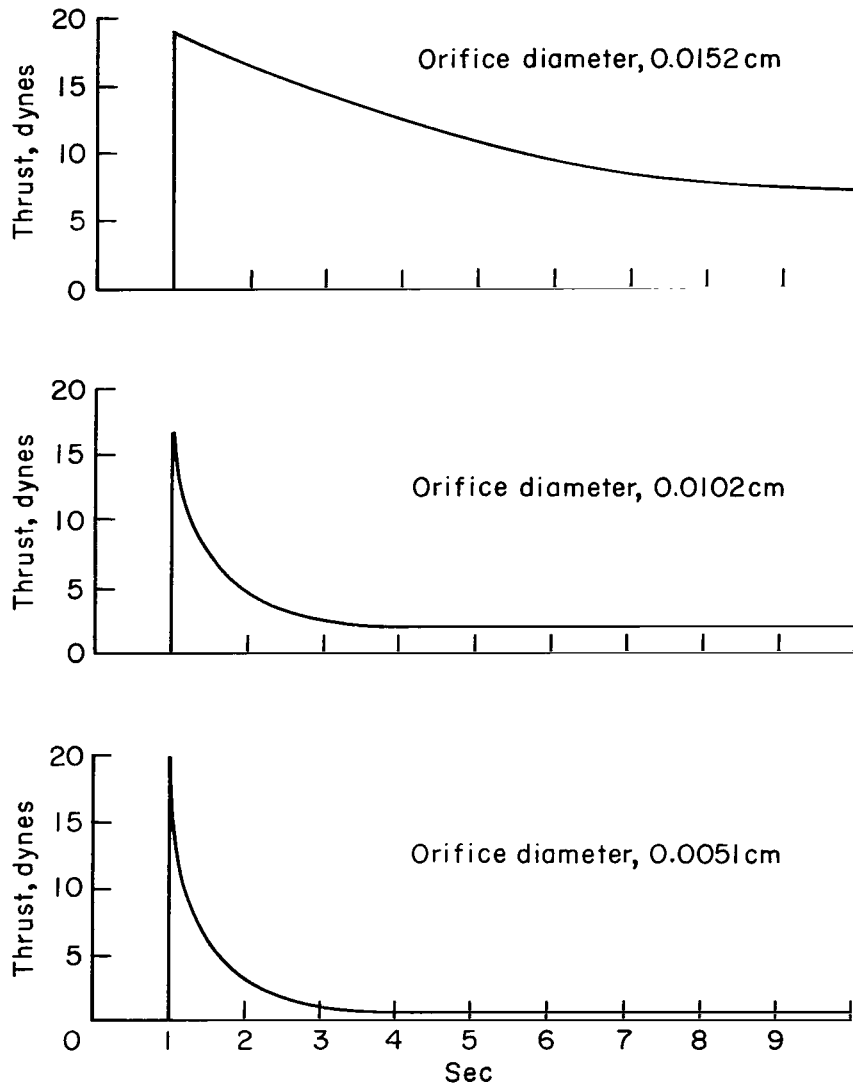 20
15
10
5
0
Thrust, dynes
Orifice diameter, 0.0152 cm
20
15
10
5
0
Thrust, dynes
Orifice diameter, 0.0102 cm
20
15
10
5
0
Thrust, dynes
Orifice diameter, 0.0051 cm
1 2 3 4 5 6 7 8 9
Sec